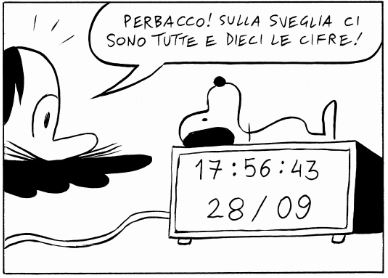 PERBACCO! SULLA SVEGLIA CI
SONO TUTTE E DIECI LE CIFRE!
17:56:43
28/09